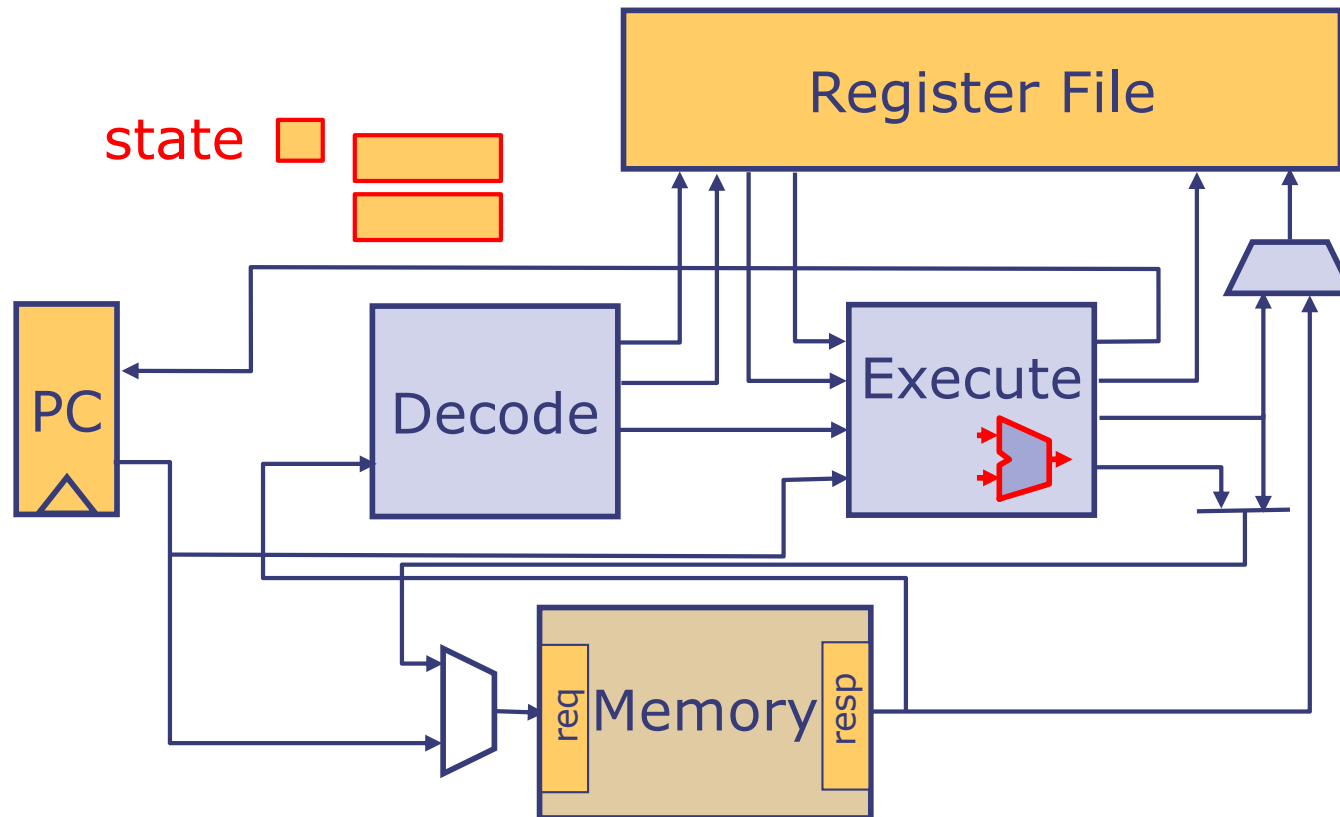 Register File
state
PC
Decode
Execute
req
Memory
resp